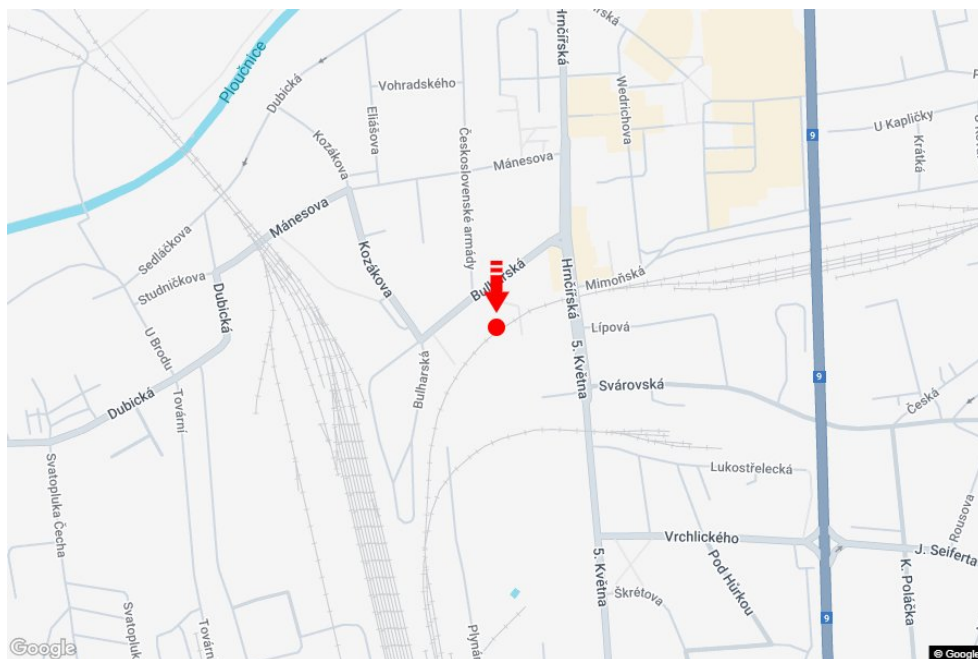 Hrnčířská
Ploučnice
Dubická
Vohradského
Eliášova
Kozákova
Československé armády
Wedrichova
9
U Kapličky
Krátká
Mánesova
Mánesova
Sedláčkova
Studničkova
Kozákova
Bulharská
Hrnčířská
Mimoňská
Dubická
U Brodu
Lípová
5. Května
9
Bulharská
Svárovská
Česká
Dubická
Tovární
Lukostřelecká
Svatopluka Čecha
Rousova
Vrchlického
J. Seiferta
5. Května
Pod Hůrkou
Škrétova
K. Poláčka
Svatopluk
Tovární
Plynár
9
Google
© Google